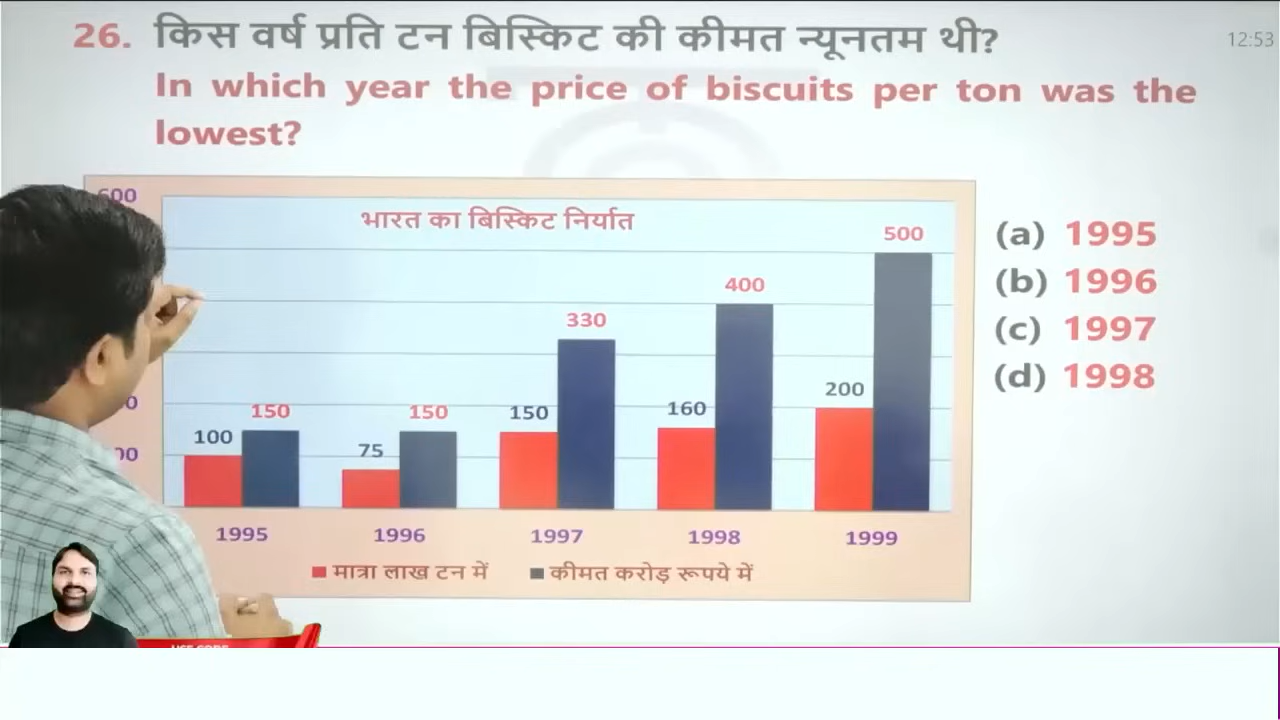 26. किस वर्ष प्रति टन बिस्किट की कीमत न्यूनतम थी?
12:53
In which year the price of biscuits per ton was the
lowest?
600
भारत का बिस्किट निर्यात
500
(a) 1995
400
(b) 1996
330
(c) 1997
(d) 1998
200
150 150 150 160
100 75
1995 1996 1997 1998 1999
मात्रा लाख टन में कीमत करोड़ रूपये में